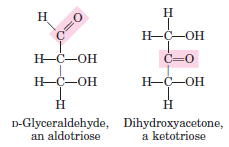 H O H
C H—C—OH
H—C—OH C=O
H—C—OH H—C—OH
H H
D-Glyceraldehyde, Dihydroxyacetone,
an aldotriose a ketotriose